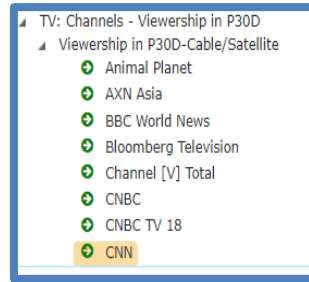 TV: Channels - Viewership in P30D
Viewership in P30D-Cable/Satellite
Animal Planet
AXN Asia
BBC World News
Bloomberg Television
Channel [V] Total
CNBC
CNBC TV 18
CNN